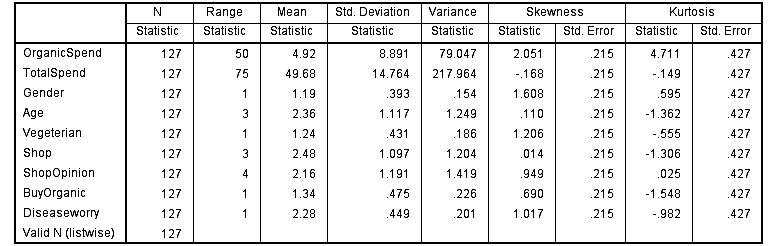 N Range Mean Std. Deviation Variance Skewness Kurtosis
Statistic Statistic Statistic Statistic Statistic Statistic Std. Error Statistic Std. Error
OrganicSpend 127 50 4.92 8.891 79.047 2.051 .215 4.711 .427
TotalSpend 127 75 49.68 14.764 217.964 -.168 .215 -.149 .427
Gender 127 1 1.19 .393 .154 1.608 .215 .595 .427
Age 127 3 2.36 1.117 1.249 .110 .215 -1.362 .427
Vegeterian 127 1 1.24 .431 .186 1.206 .215 -.555 .427
Shop 127 3 2.48 1.097 1.204 .014 .215 -1.306 .427
ShopOpinion 127 4 2.16 1.191 1.419 .949 .215 .025 .427
BuyOrganic 127 1 1.34 .475 .226 .690 .215 -1.548 .427
Diseaseworry 127 1 2.28 .449 .201 1.017 .215 -.982 .427
Valid N (listwise) 127